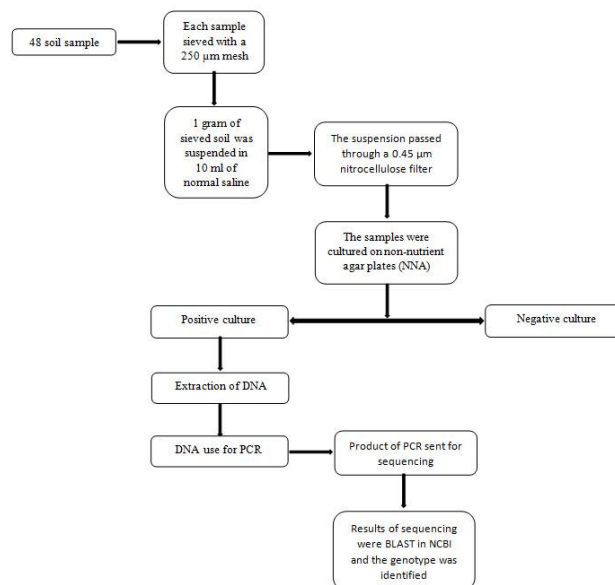 48 soil sample
Each sample
sieved with a
250 µm mesh
1 gram of
sieved soil was
suspended in
10 ml of
normal saline
The suspension passed
through a 0.45 µm
nitrocellulose filter
The samples were
cultured on non-nutrient
agar plates (NNA)
Positive culture
Negative culture
Extraction of DNA
DNA use for PCR
Product of PCR sent for
sequencing
Results of sequencing
were BLAST in NCBI
and the genotype was
identified